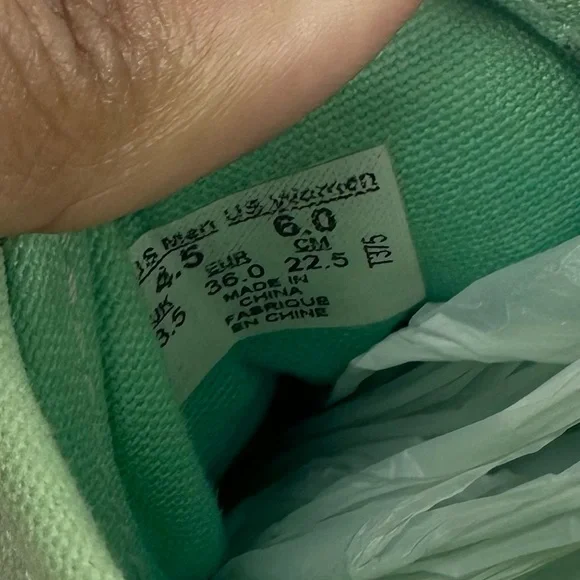 US Men US Women
4.5 6.0
UK EUR CM
3.5 36.0 22.5
MADE IN
CHINA
FABRIQUE
EN CHINE
T375